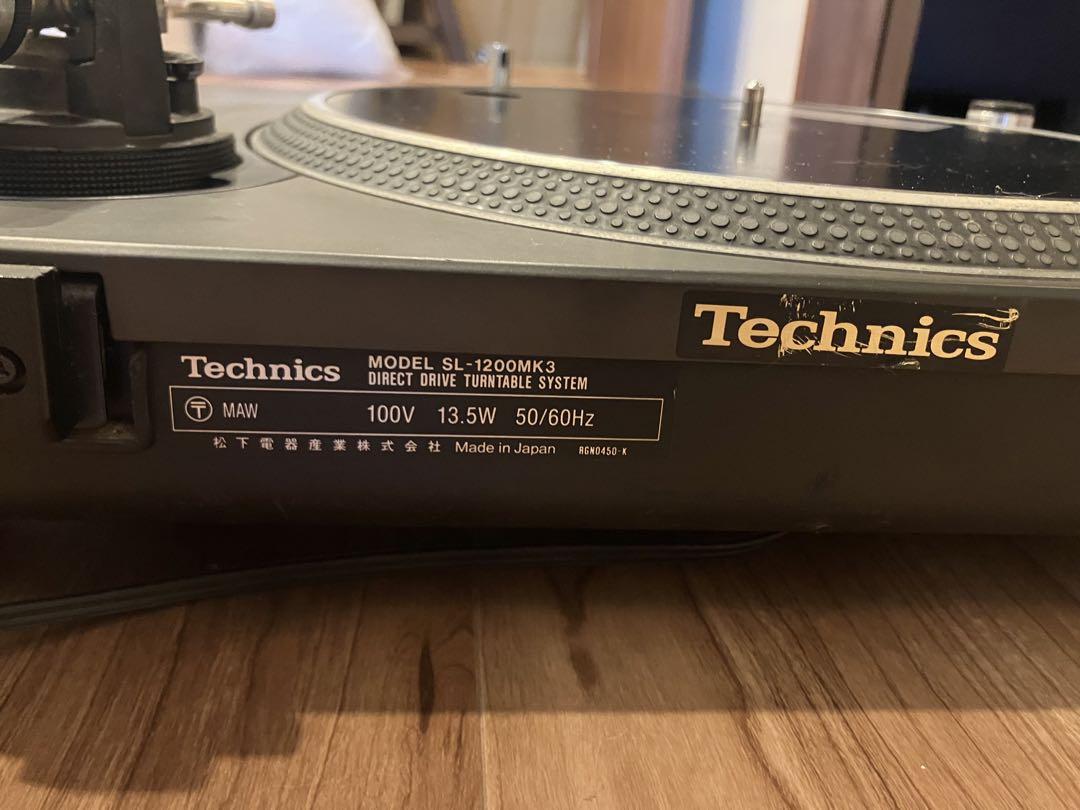 Technics
Technics
MODEL SL-1200MK3
DIRECT DRIVE TURNTABLE SYSTEM
〒 MAW 100V 13.5W 50/60Hz
松下電器産業株式会社 Made in Japan RGN0450-K